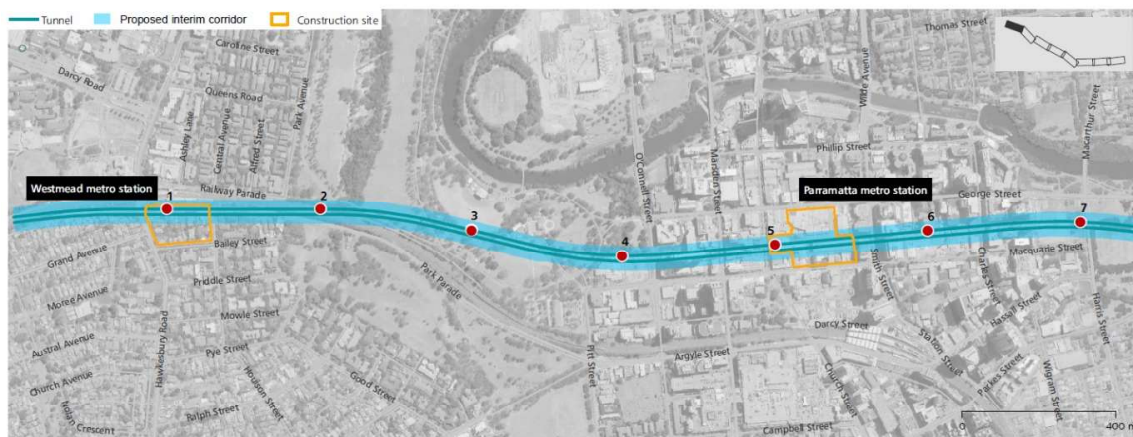 Tunnel
Proposed interim corridor
Construction site
Thomas Street
Caroline Street
Darcy Road
Queens Road
Park Avenue
Wilde Avenue
Macarthur Street
Ashley Lane
Central Avenue
Alfred Street
O'Connell Street
Marsden Street
Philip Street
Westmead metro station
Railway Parade
Parramatta metro station
George Street
1
2
3
4
5
6
7
Grand Avenue
Bailey Street
Park Parade
Smith Street
Charles Street
Macquarie Street
Moree Avenue
Priddle Street
Hassall Street
Harris Street
Austral Avenue
Mowle Street
Hawkesbury Road
Pye Street
Darcy Street
Station Street
Argyle Street
Pitt Street
Church Avenue
Houison Street
Good Street
Church Street
Parkes Street
Wigram Street
Nolan Crescent
Ralph Street
Campbell Street
0
400 m